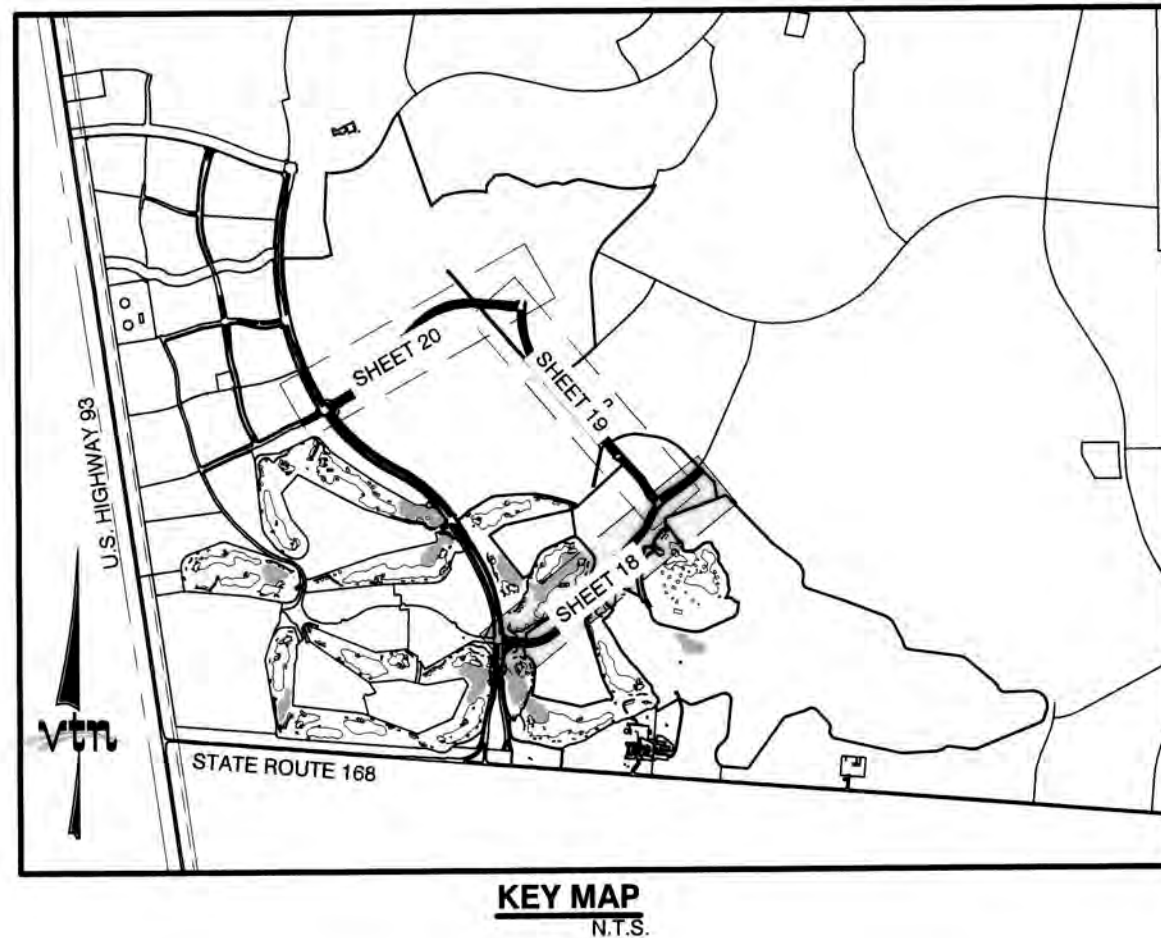 SHEET 20
SHEET 19
U.S. HIGHWAY 93
SHEET 18
vtn
STATE ROUTE 168
KEY MAP
N.T.S.